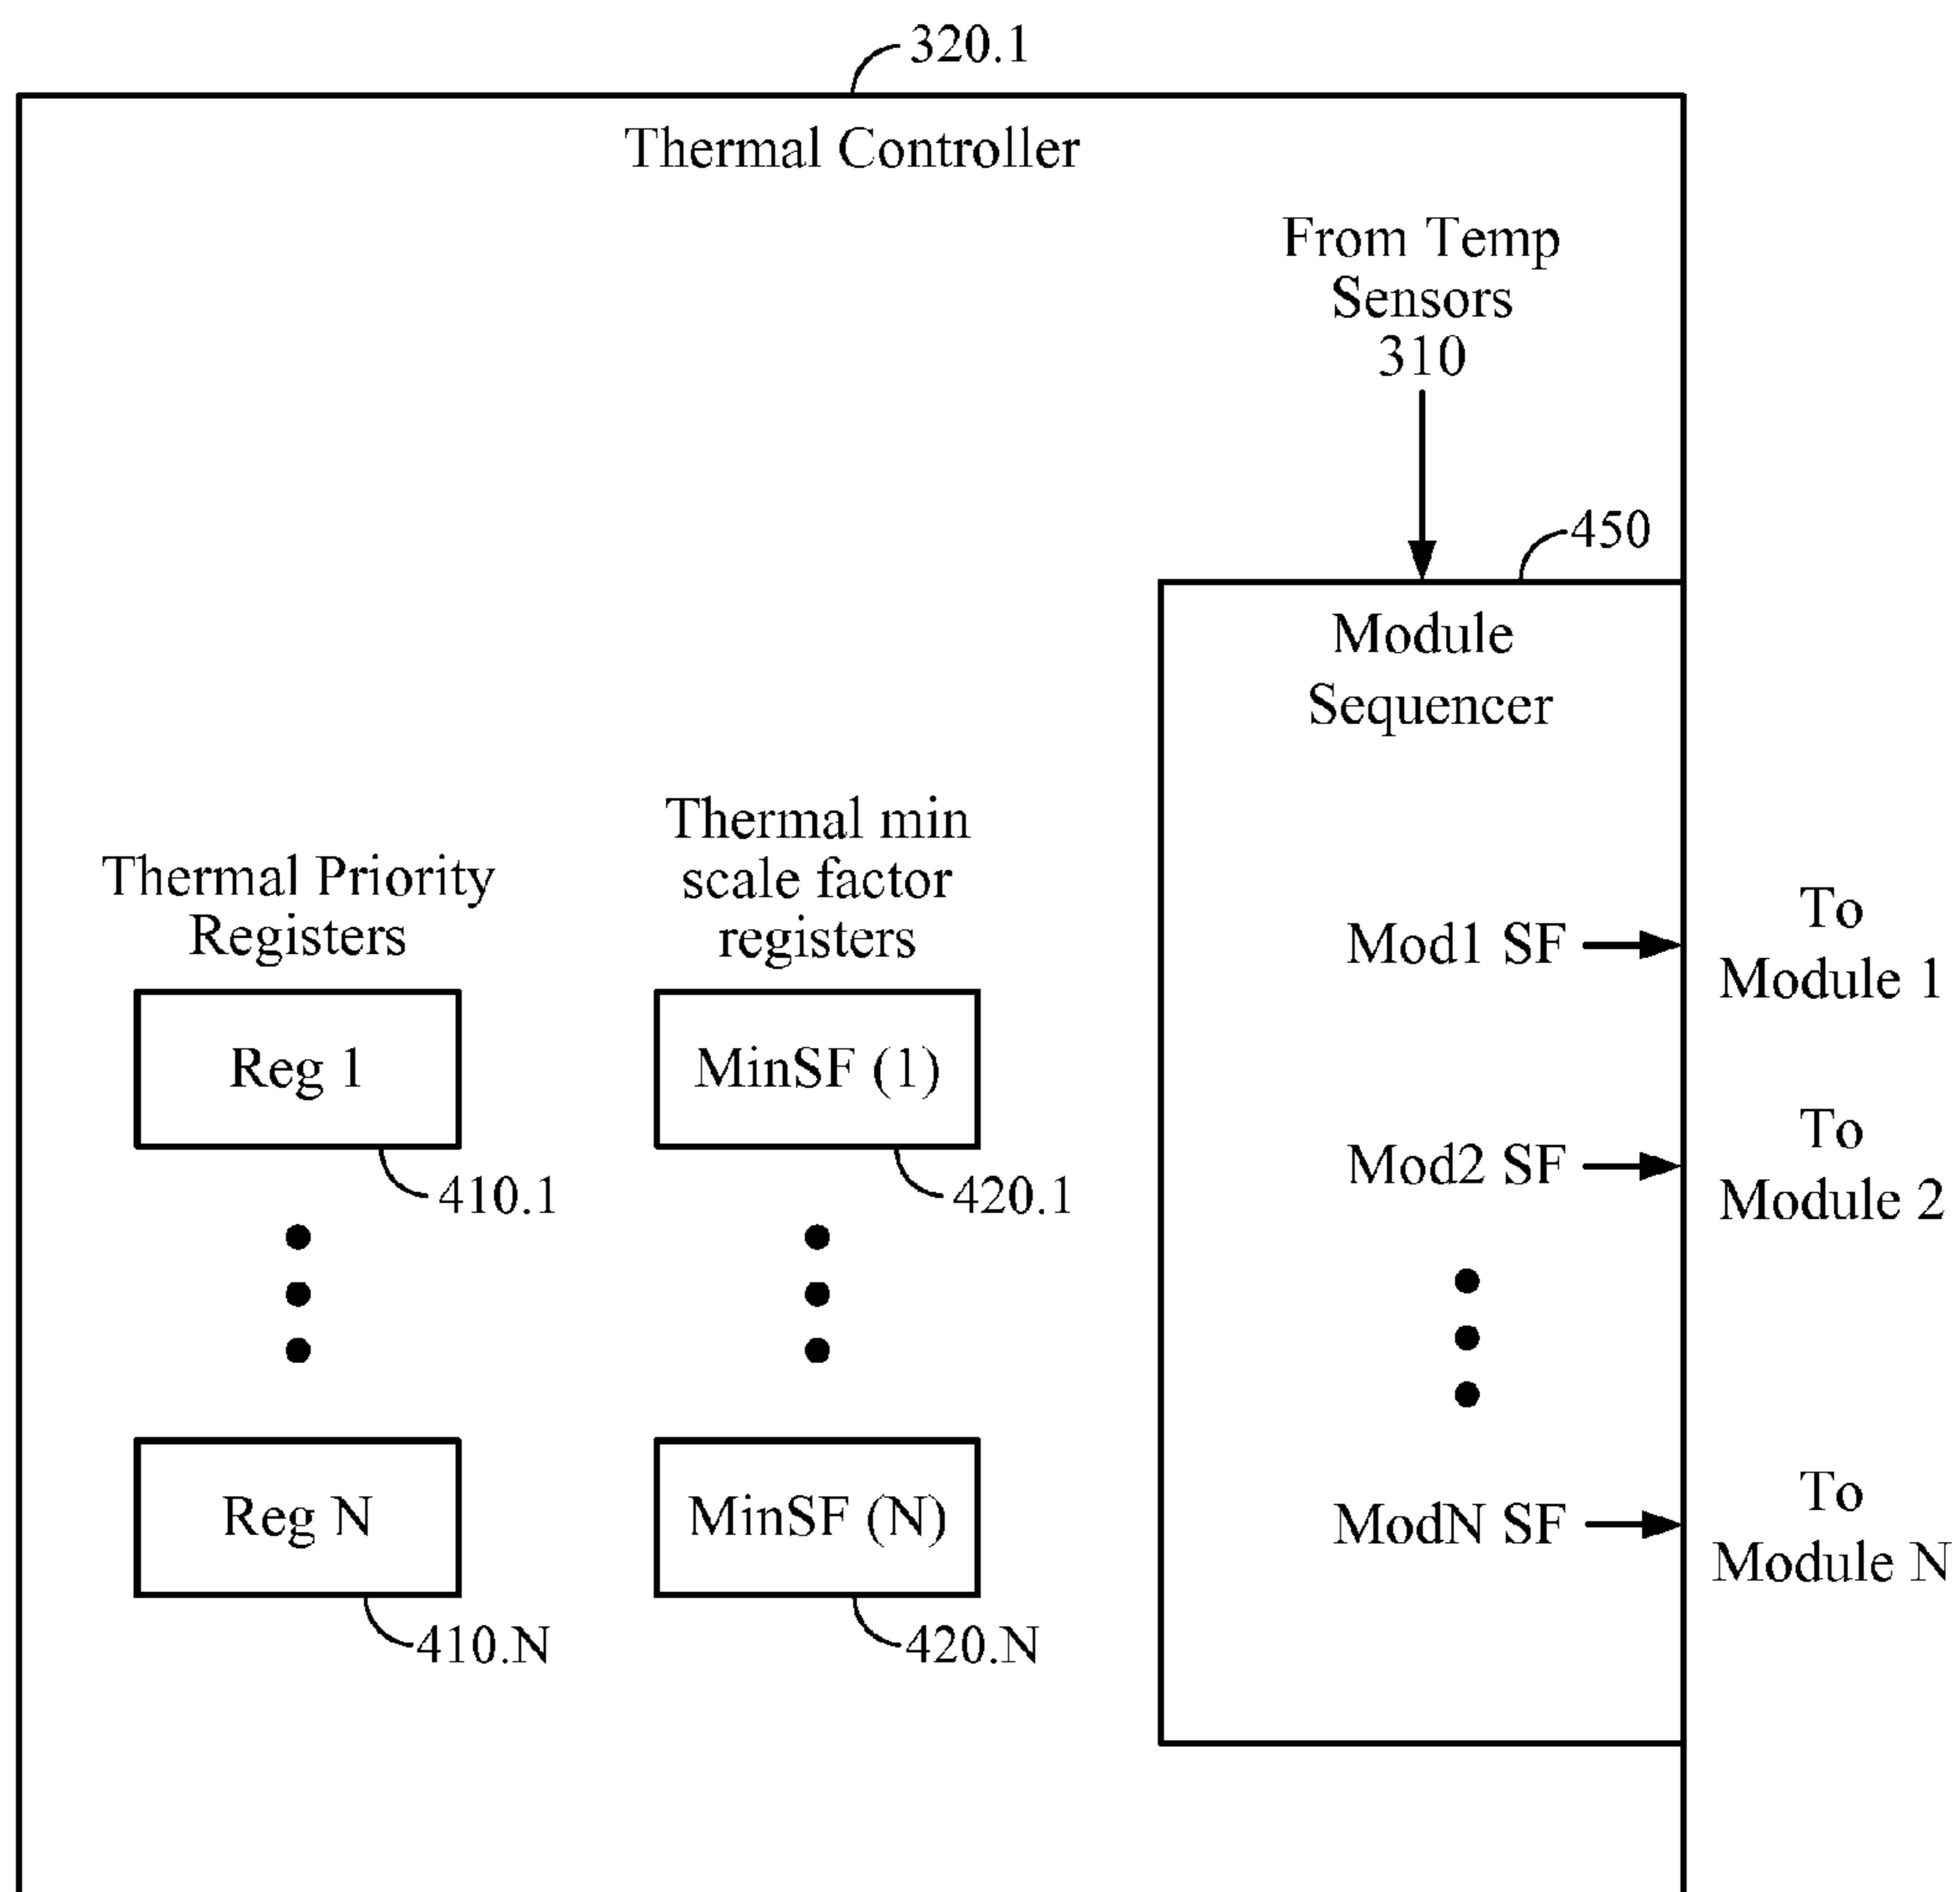 320.1
Thermal Controller
From Temp
Sensors
310
450
Module
Sequencer
Thermal Priority
Registers
Thermal min
scale factor
registers
Reg 1
410.1
MinSF (1)
420.1
Reg N
410.N
MinSF (N)
420.N
Mod1 SF
To
Module 1
Mod2 SF
To
Module 2
ModN SF
To
Module N